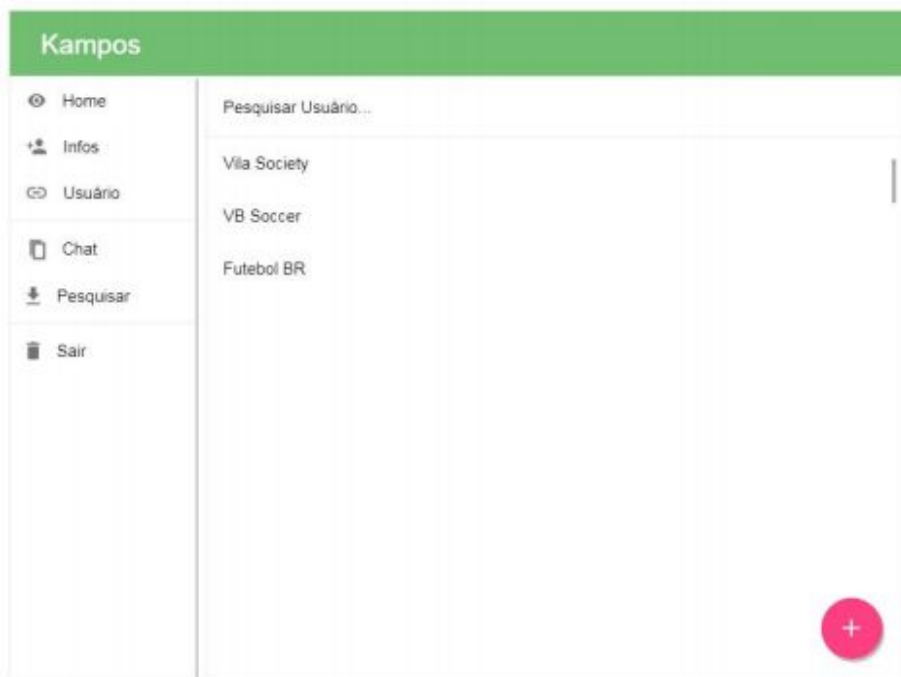 Kampos
Home
Infos
Usuário
Chat
Pesquisar
Sair
Pesquisar Usuário...
Vila Society
VB Soccer
Futebol BR
+